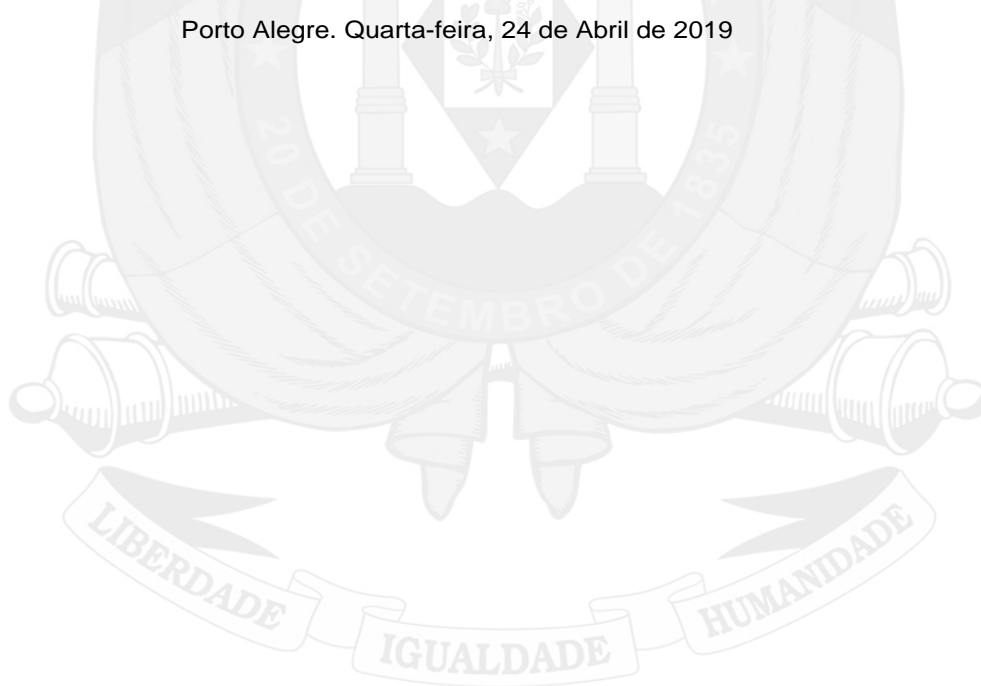 Porto Alegre. Quarta-feira, 24 de Abril de 2019
20 DE SETEMBRO DE 1835
LIBERDADE
IGUALDADE
HUMANIDADE